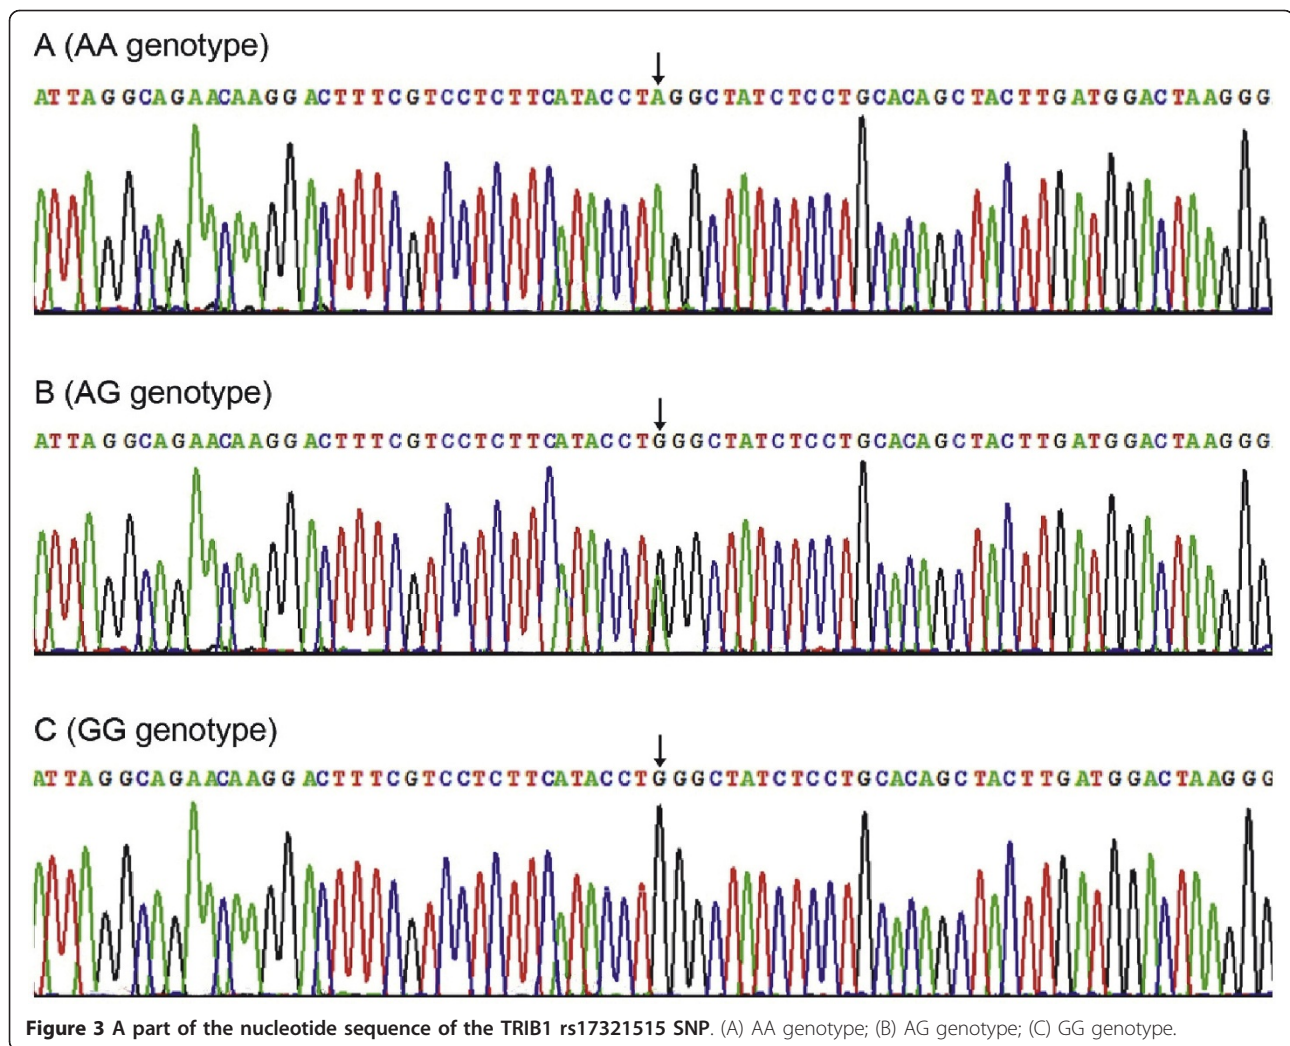 A (AA genotype)
ATTAGGCAGAACAAGGACTTTCGTCCTCTTCATACCTAGGCTATCTCCTGCACAGCTACTTGATGGACTAAGGG
B (AG genotype)
ATTAGGCAGAACAAGGACTTTCGTCCTCTTCATACCTGGGCTATCTCCTGCACAGCTACTTGATGGACTAAGGG
C (GG genotype)
ATTAGGCAGAACAAGGACTTTCGTCCTCTTCATACCTGGGCTATCTCCTGCACAGCTACTTGATGGACTAAGGG
Figure 3 A part of the nucleotide sequence of the TRIB1 rs17321515 SNP. (A) AA genotype; (B) AG genotype; (C) GG genotype.